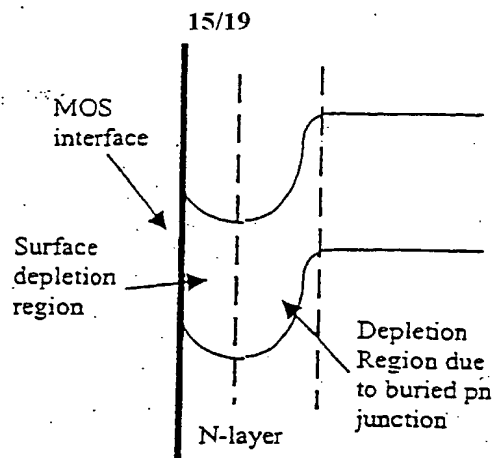 15/19
MOS
interface
Surface
depletion
region
Depletion
Region due
to buried pn
junction
N-layer